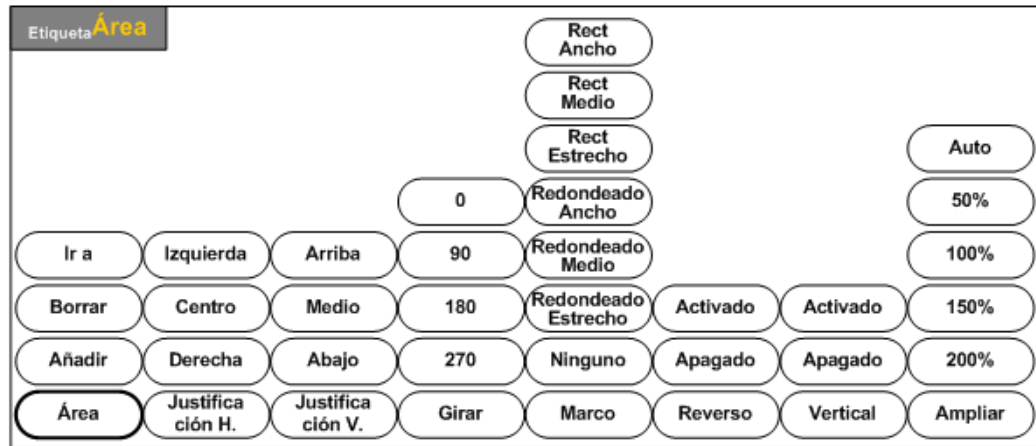 Etiqueta Área
Rect
Ancho
Rect
Medio
Rect
Estrecho
Auto
0
Redondeado
Ancho
50%
Ir a
Izquierda
Arriba
90
Redondeado
Medio
100%
Borrar
Centro
Medio
180
Redondeado
Estrecho
Activado
Activado
150%
Añadir
Derecha
Abajo
270
Ninguno
Apagado
Apagado
200%
Área
Justifica
ción H.
Justifica
ción V.
Girar
Marco
Reverso
Vertical
Ampliar